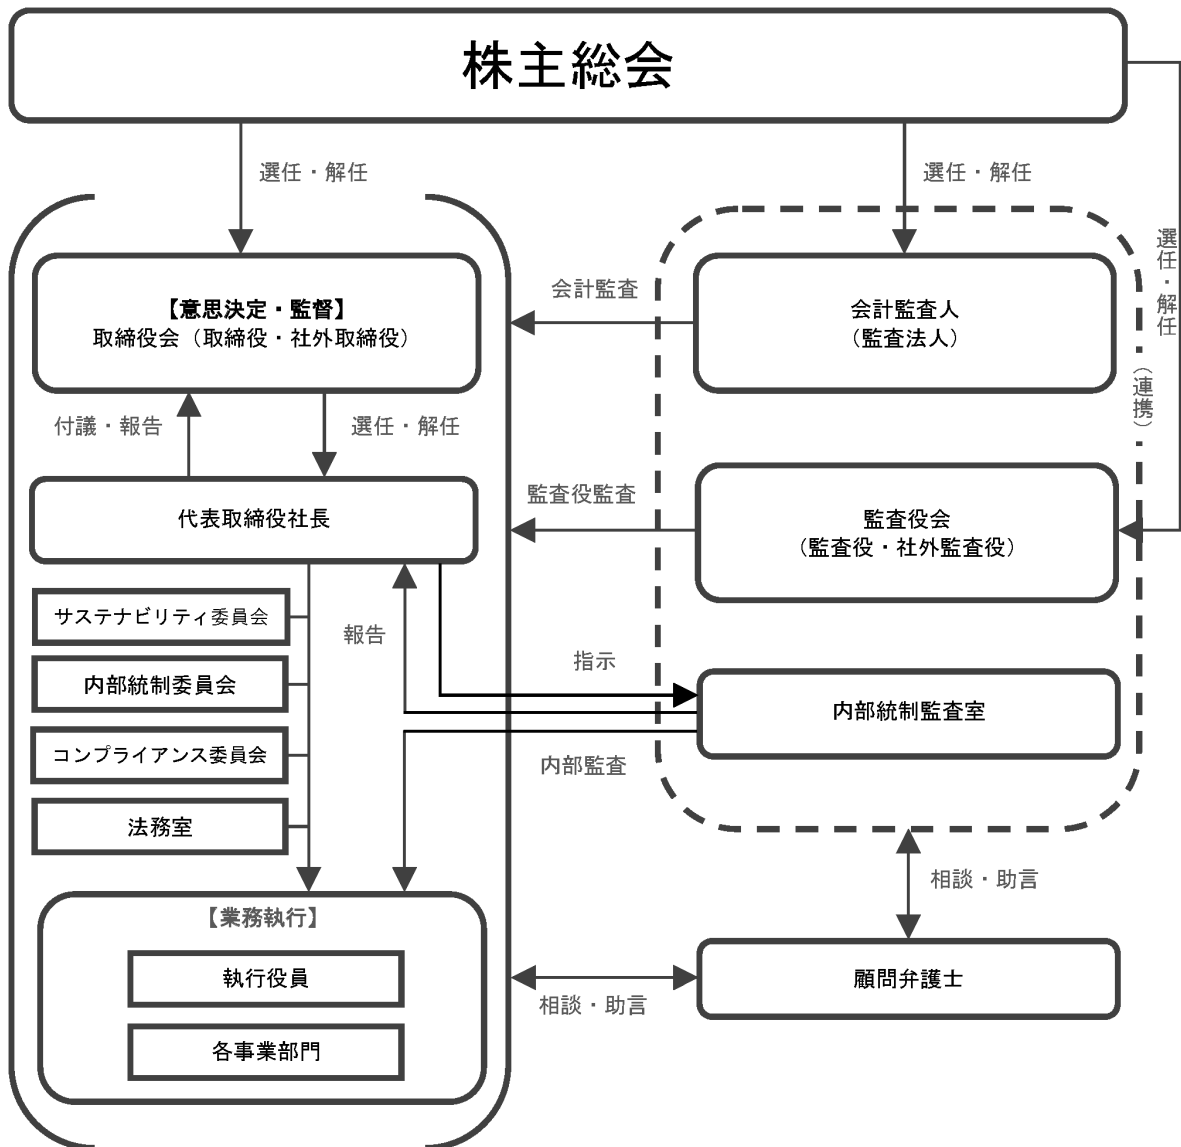 株主総会
選任・解任
選任・解任
選任・解任
【意思決定・監督】
取締役会（取締役・社外取締役）
会計監査
会計監査人
（監査法人）
（連携）
付議・報告
選任・解任
代表取締役社長
監査役監査
監査役会
（監査役・社外監査役）
サステナビリティ委員会
内部統制委員会
コンプライアンス委員会
法務室
報告
指示
内部統制監査室
内部監査
相談・助言
【業務執行】
執行役員
各事業部門
相談・助言
顧問弁護士